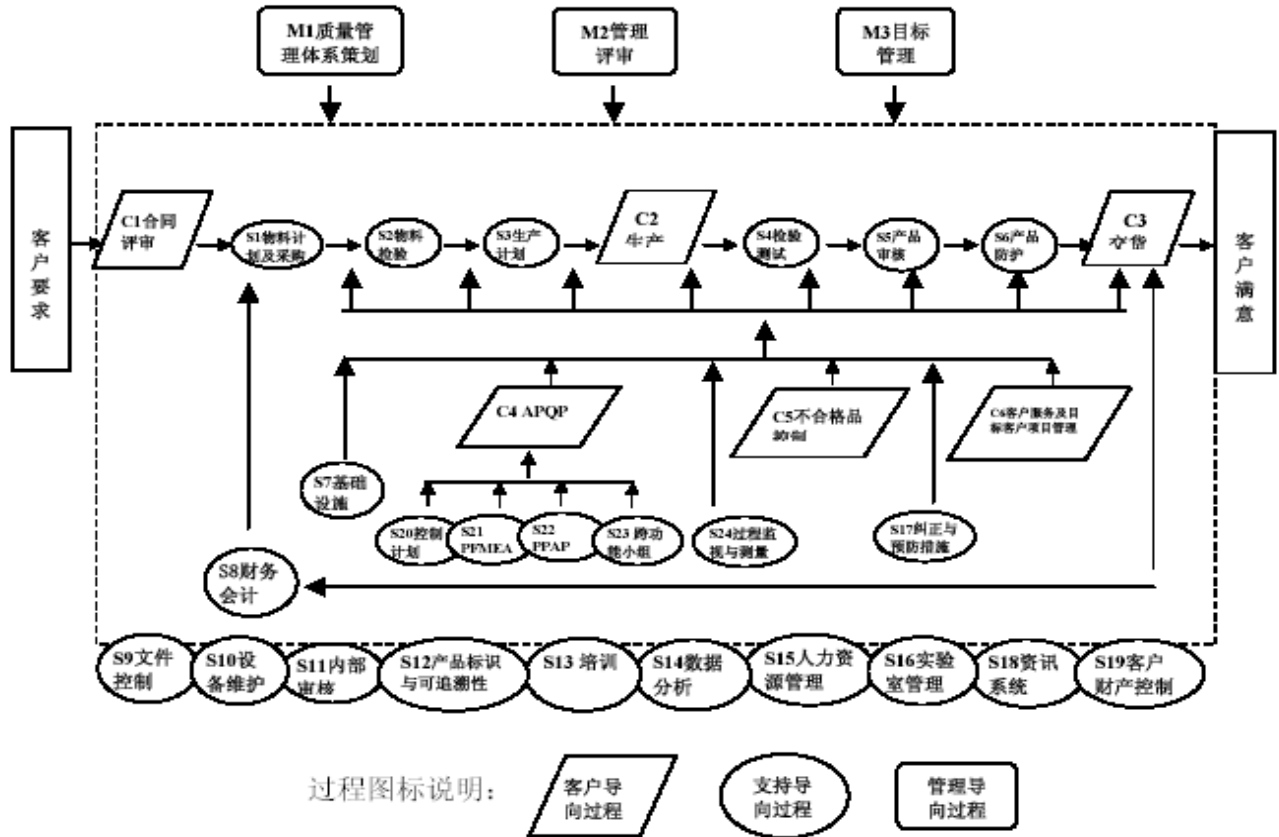 M1质量管
理体系策划
M2管理
评审
M3目标
管理
客户要求
C1合同
评审
S1物料计
划及采购
S2物料
检验
S3生产
计划
C2
生产
S4检验
测试
S5产品
审核
S6产品
防护
C3
交货
客户满意
C4 APQP
C5不合格品
抑制
C6客户服务及目
标客户项目管理
S7基础
设施
S20控制
计划
S21
PFMEA
S22
PPAP
S23 跨功
能小组
S24过程监
视与测量
S17纠正与
预防措施
S8财务
会计
S9文件
控制
S10设
备维护
S11内部
审核
S12产品标识
与可追溯性
S13 培训
S14数据
分析
S15人力资
源管理
S16实验
室管理
S18资讯
系统
S19客户
财产控制
过程图标说明：
客户导
向过程
支持导
向过程
管理导
向过程